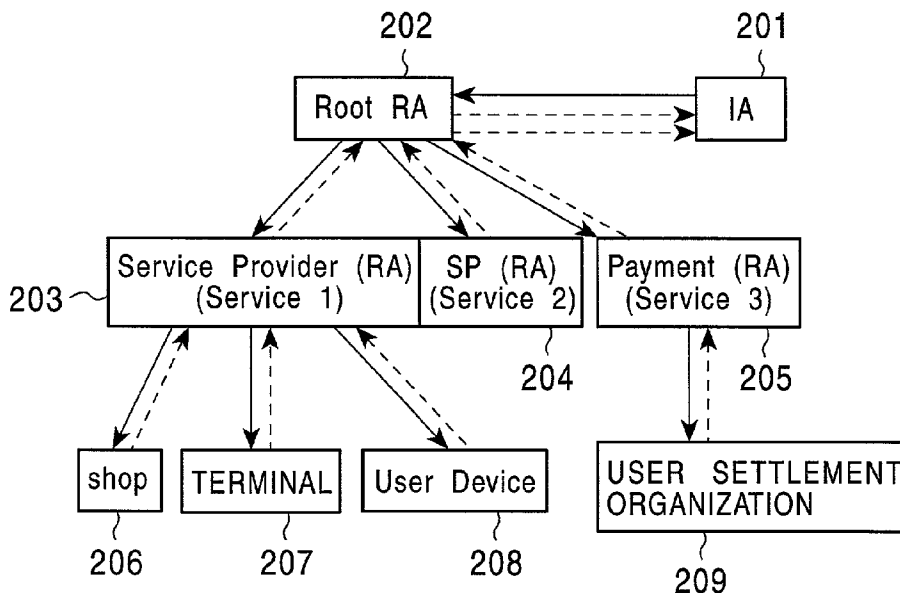 202
201
Root RA
IA
Service Provider (RA)
(Service 1)
SP (RA)
(Service 2)
Payment (RA)
(Service 3)
203
204
205
shop
TERMINAL
User Device
USER SETTLEMENT
ORGANIZATION
206
207
208
209